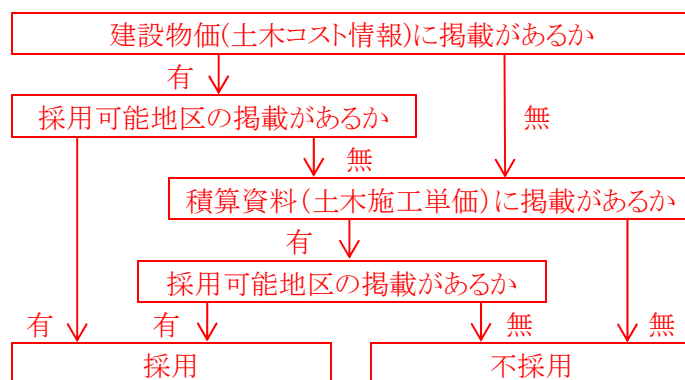 建設物価(土木コスト情報)に掲載があるか
有
採用可能地区の掲載があるか
無
無
積算資料(土木施工単価)に掲載があるか
有
採用可能地区の掲載があるか
有
有
無
無
採用
不採用